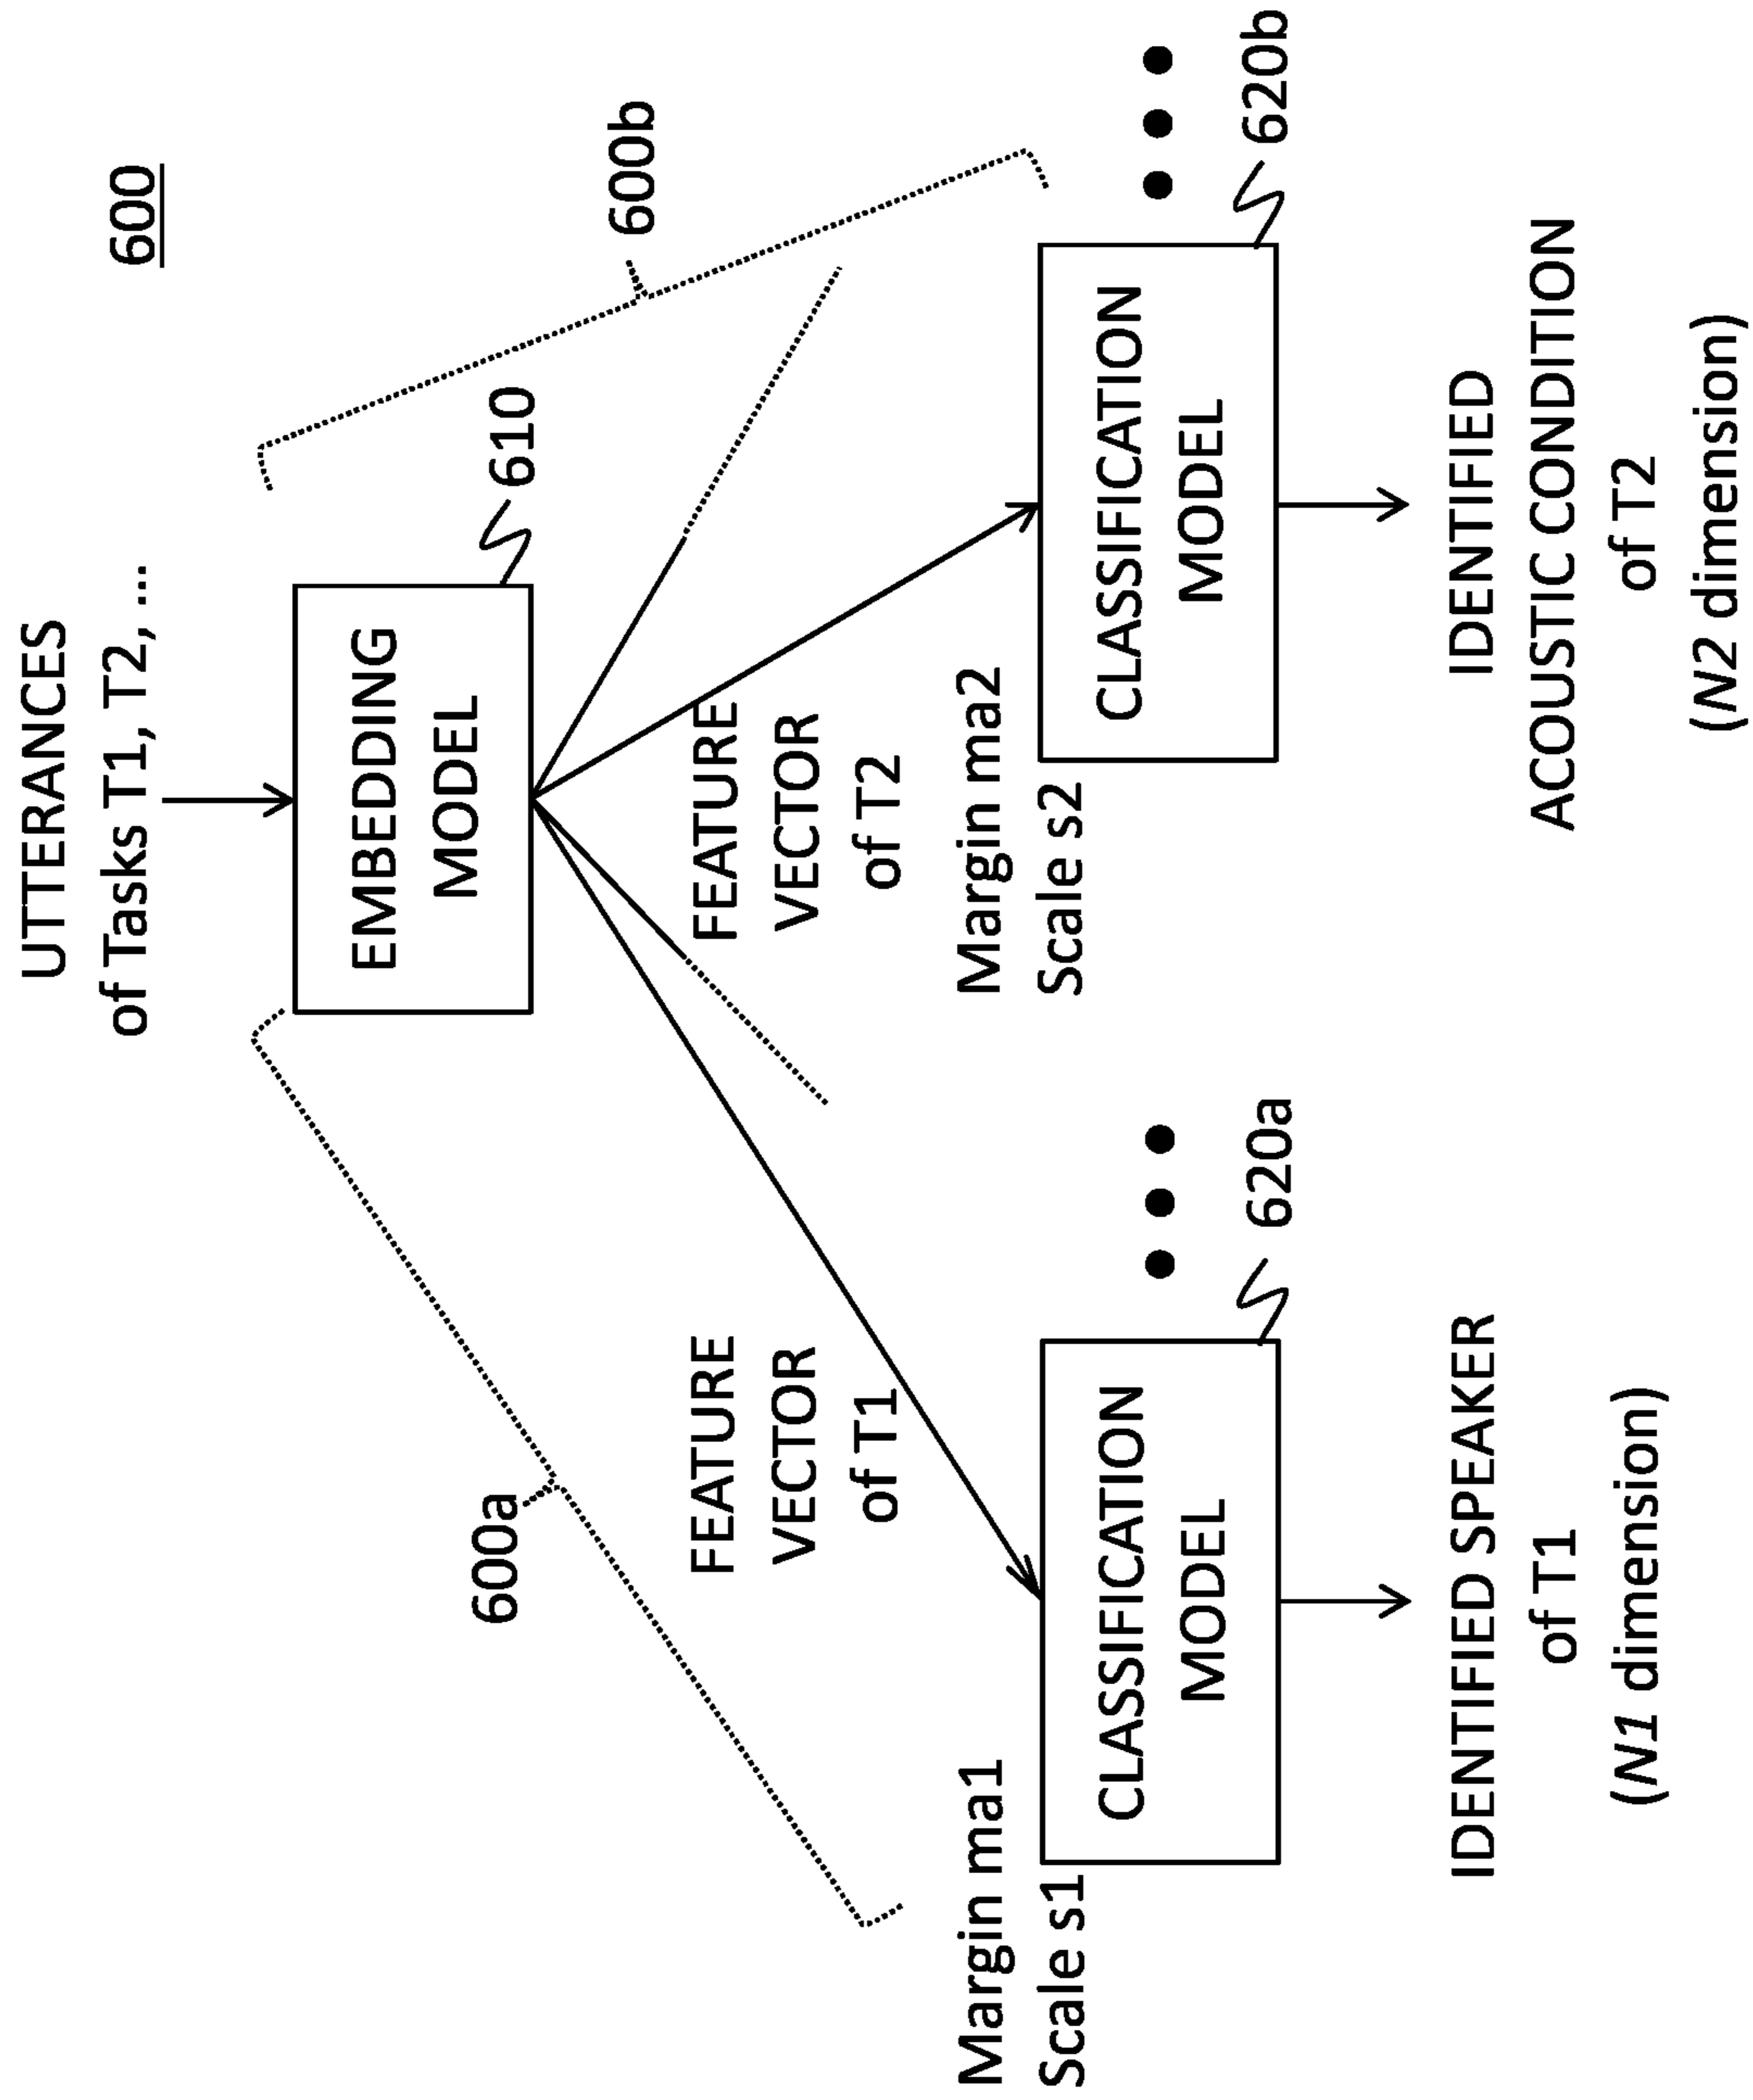 600
UTTERANCES
of Tasks T1, T2, ...
EMBEDDING
MODEL
610
600a
600b
FEATURE
VECTOR
of T1
FEATURE
VECTOR
of T2
Margin ma1
Scale s1
Margin ma2
Scale s2
CLASSIFICATION
MODEL
620a
CLASSIFICATION
MODEL
620b
IDENTIFIED SPEAKER
of T1
(N1 dimension)
IDENTIFIED
ACOUSTIC CONDITION
of T2
(N2 dimension)